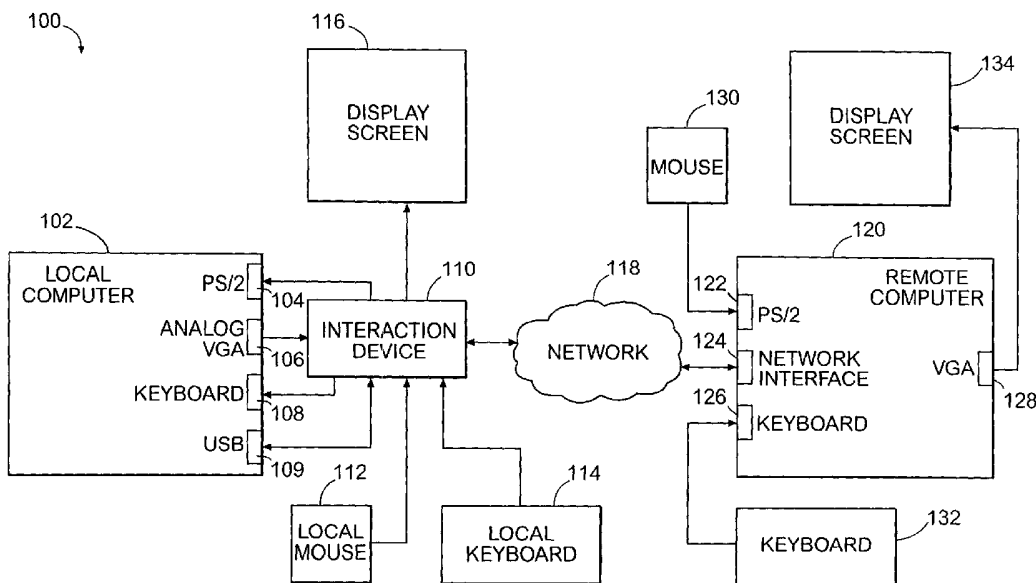 100
116
DISPLAY
SCREEN
134
DISPLAY
SCREEN
130
MOUSE
102
LOCAL
COMPUTER
PS/2
104
ANALOG
VGA
106
KEYBOARD
108
USB
109
110
INTERACTION
DEVICE
118
NETWORK
120
REMOTE
COMPUTER
122
PS/2
124
NETWORK
INTERFACE
126
KEYBOARD
VGA
128
112
LOCAL
MOUSE
114
LOCAL
KEYBOARD
132
KEYBOARD